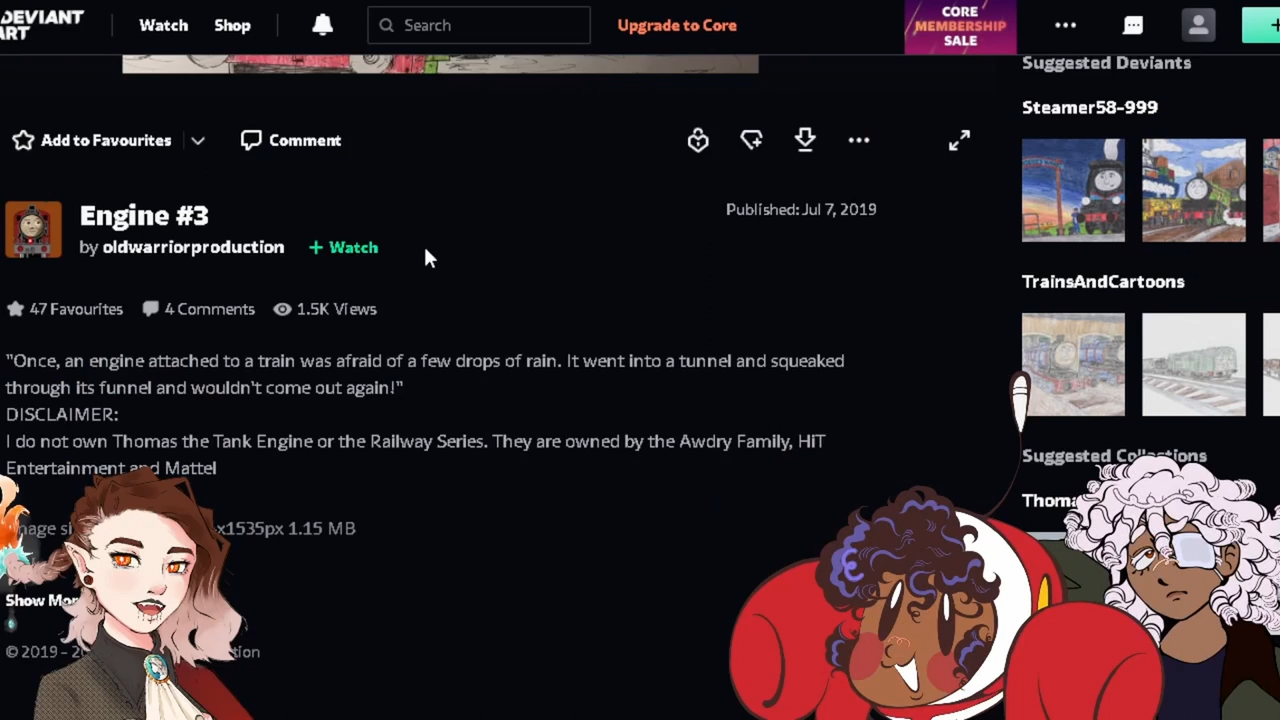 DEVIANT
ART
Watch
Shop
Search
Upgrade to Core
CORE
MEMBERSHIP
SALE
Suggested Deviants
Add to Favourites
Comment
Steamer58-999
Engine #3
Published: Jul 7, 2019
by oldwarriorproduction
+ Watch
TrainsAndCartoons
47 Favourites
4 Comments
1.5K Views
"Once, an engine attached to a train was afraid of a few drops of rain. It went into a tunnel and squeaked
through its funnel and wouldn't come out again!"
DISCLAIMER:
I do not own Thomas the Tank Engine or the Railway Series. They are owned by the Awdry Family, HiT
Entertainment and Mattel
Suggested Collections
x1535px 1.15 MB
Show
© 2019 -